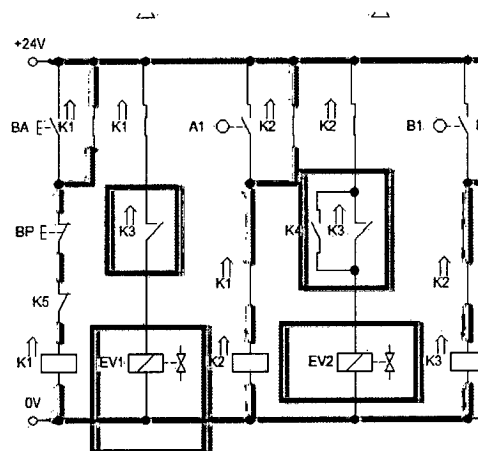 +24V
BA K1 K1 A1 K2 K2 B1
BP K3 K4 K3
K1 K2
K5
K1 EV1 K2 EV2 K3
0V